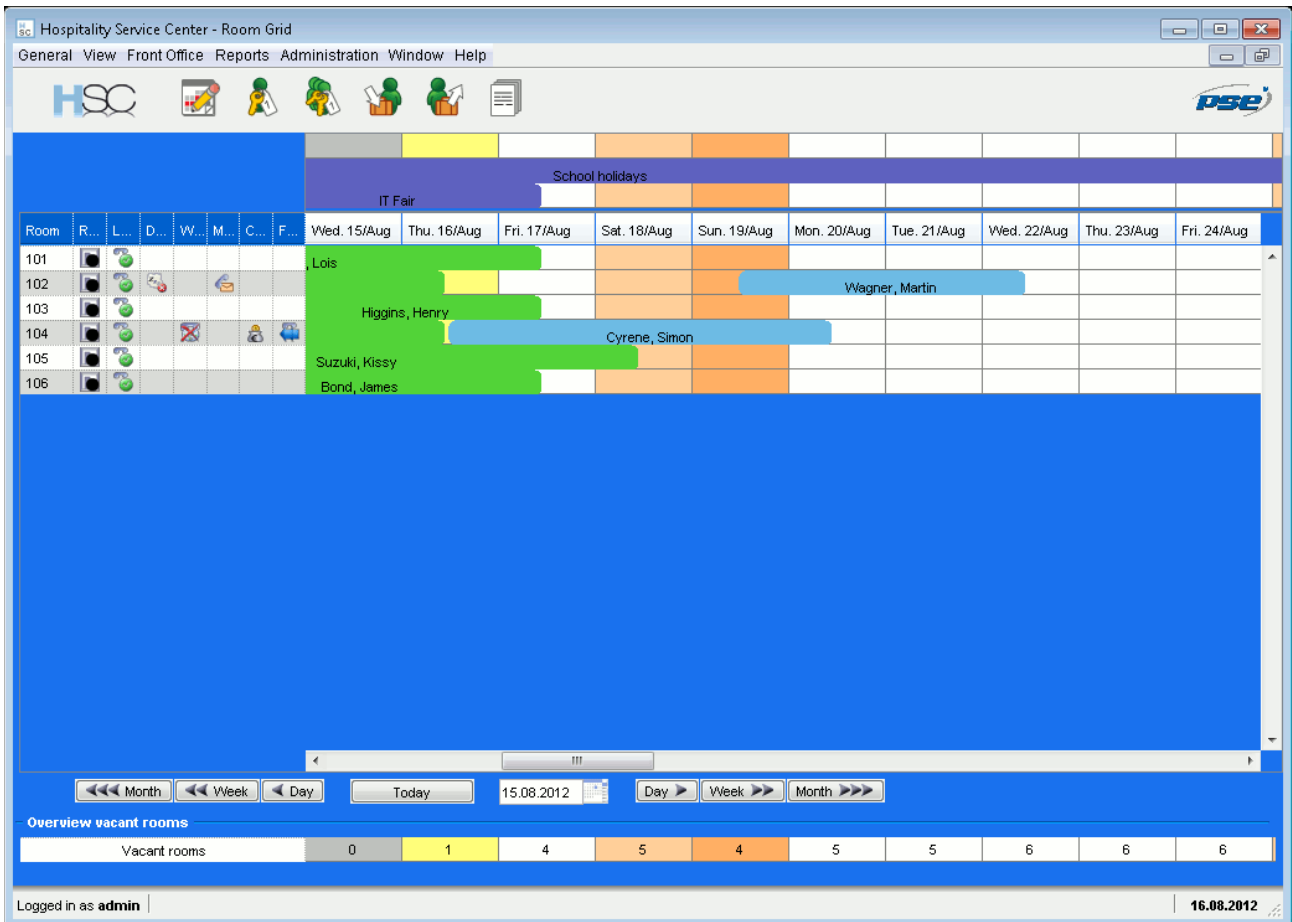 Hospitality Service Center - Room Grid
General View Front Office Reports Administration Window Help
HSC
pse
School holidays
IT Fair
Room R... L... D... W... M... C... F... Wed. 15/Aug Thu. 16/Aug Fri. 17/Aug Sat. 18/Aug Sun. 19/Aug Mon. 20/Aug Tue. 21/Aug Wed. 22/Aug Thu. 23/Aug Fri. 24/Aug
101 , Lois
102 Wagner, Martin
103 Higgins, Henry
104 Cyrene, Simon
105 Suzuki, Kissy
106 Bond, James
Month Week Day Today 15.08.2012 Day Week Month
Overview vacant rooms
Vacant rooms 0 1 4 5 4 5 5 6 6 6
Logged in as admin 16.08.2012